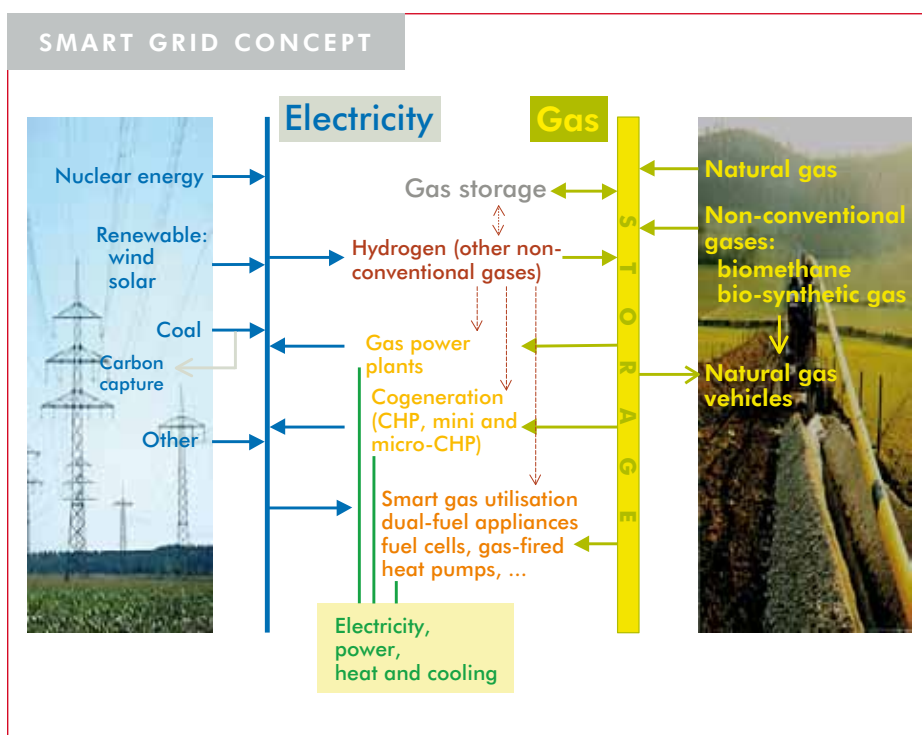 SMART GRID CONCEPT
Electricity
Gas
Nuclear energy
Renewable:
wind
solar
Coal
Carbon
capture
Other
Gas storage
Hydrogen (other non-
conventional gases)
Gas power
plants
Cogeneration
(CHP, mini and
micro-CHP)
Smart gas utilisation
dual-fuel appliances
fuel cells, gas-fired
heat pumps, ...
Electricity,
power,
heat and cooling
STORAGE
Natural gas
Non-conventional
gases:
biomethane
bio-synthetic gas
Natural gas
vehicles